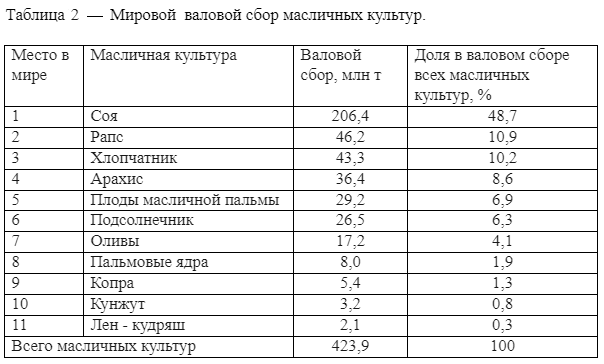 Таблица 2 — Мировой валовой сбор масличных культур.
Место в мире | Масличная культура | Валовой сбор, млн т | Доля в валовом сборе всех масличных культур, %
1 | Соя | 206,4 | 48,7
2 | Рапс | 46,2 | 10,9
3 | Хлопчатник | 43,3 | 10,2
4 | Арахис | 36,4 | 8,6
5 | Плоды масличной пальмы | 29,2 | 6,9
6 | Подсолнечник | 26,5 | 6,3
7 | Оливы | 17,2 | 4,1
8 | Пальмовые ядра | 8,0 | 1,9
9 | Копра | 5,4 | 1,3
10 | Кунжут | 3,2 | 0,8
11 | Лен - кудряш | 2,1 | 0,3
Всего масличных культур | 423,9 | 100